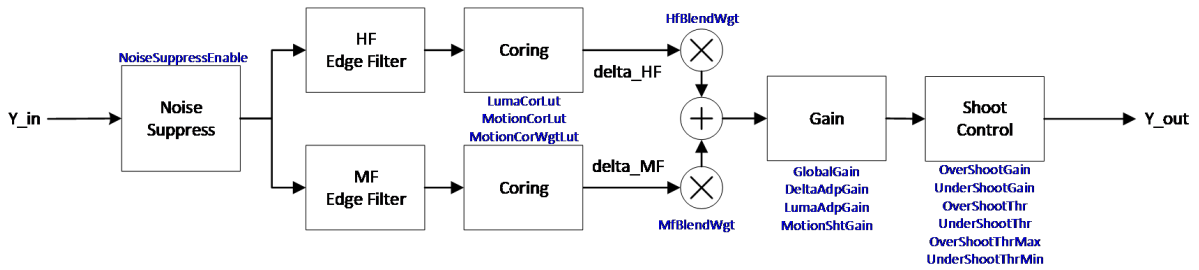 NoiseSuppressEnable
Y_in
Noise
Suppress
HF
Edge Filter
Coring
delta_HF
HfBlendWgt
LumaCorLut
MotionCorLut
MotionCorWgtLut
MF
Edge Filter
Coring
delta_MF
MfBlendWgt
Gain
GlobalGain
DeltaAdpGain
LumaAdpGain
MotionShtGain
Shoot
Control
OverShootGain
UnderShootGain
OverShootThr
UnderShootThr
OverShootThrMax
UnderShootThrMin
Y_out